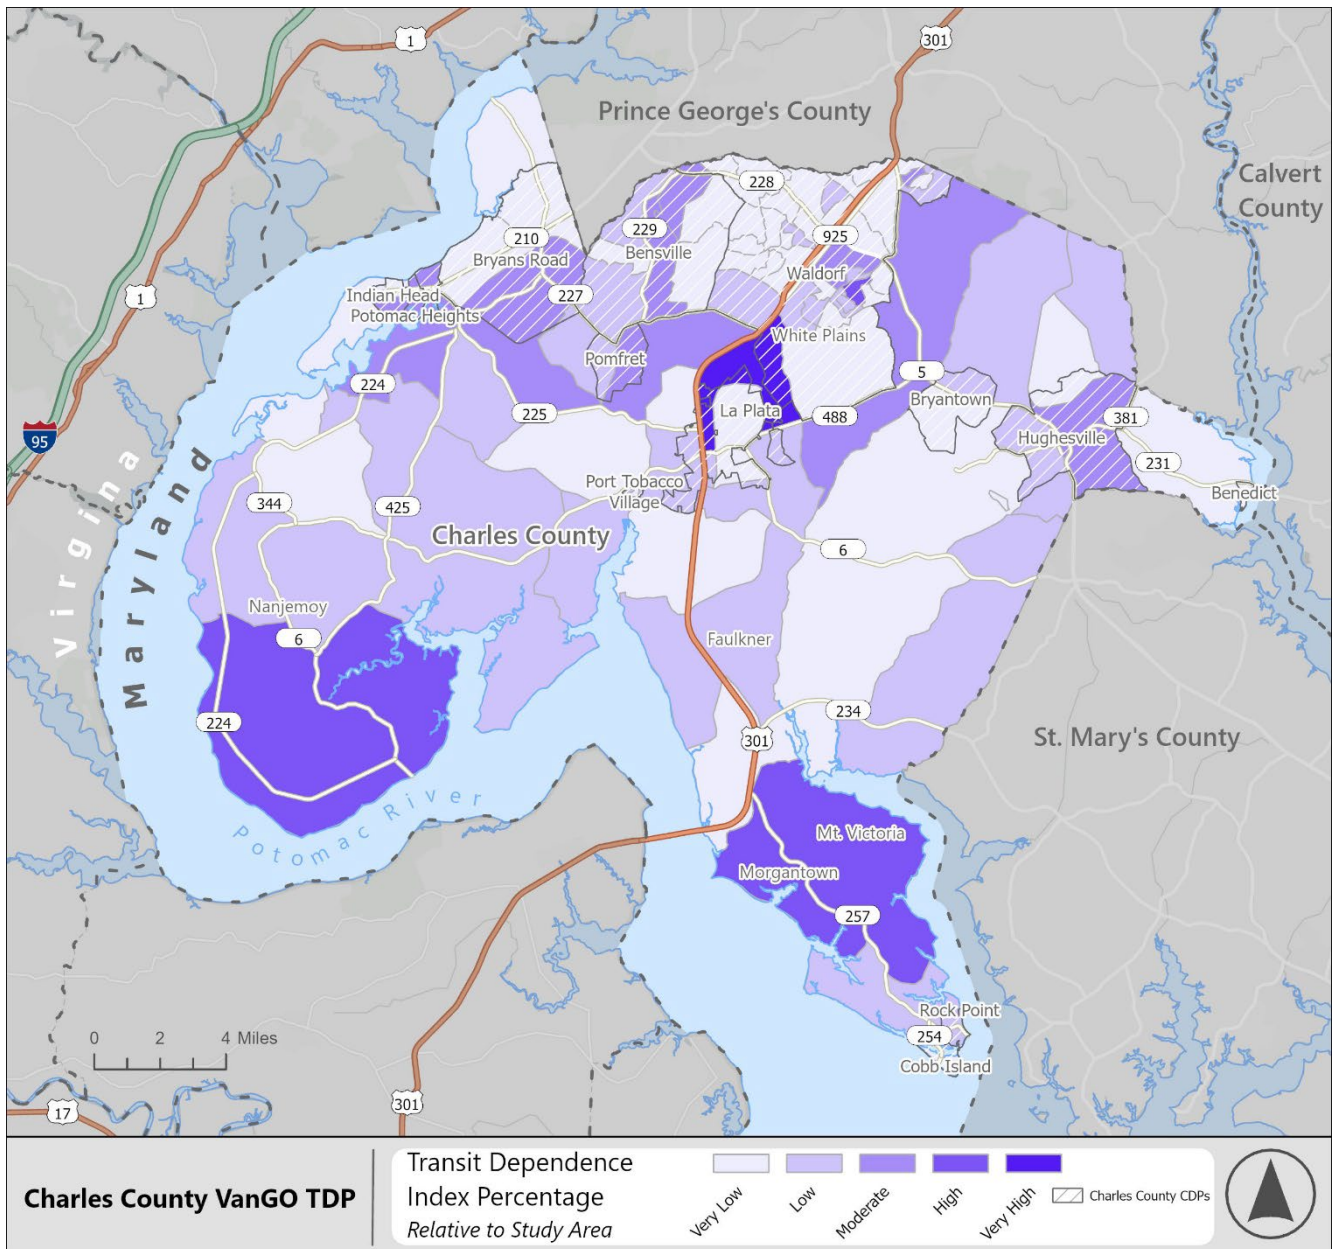 1
301
Prince George's County
Calvert
County
228
229
Bensville
925
210
Bryans Road
Waldorf
1
Indian Head
Potomac Heights
227
White Plains
Pomfret
5
224
Bryantown
La Plata
488
225
381
Hughesville
95
231
Benedict
Port Tobacco
Village
344
425
Charles County
6
Virginia
Maryland
Nanjemoy
6
Faulkner
224
234
301
St. Mary's County
Potomac River
Mt. Victoria
Morgantown
257
Rock Point
254
Cobb Island
0 2 4 Miles
301
17
Charles County VanGO TDP
Transit Dependence
Index Percentage
Relative to Study Area
Very Low
Low
Moderate
High
Very High
Charles County CDPs